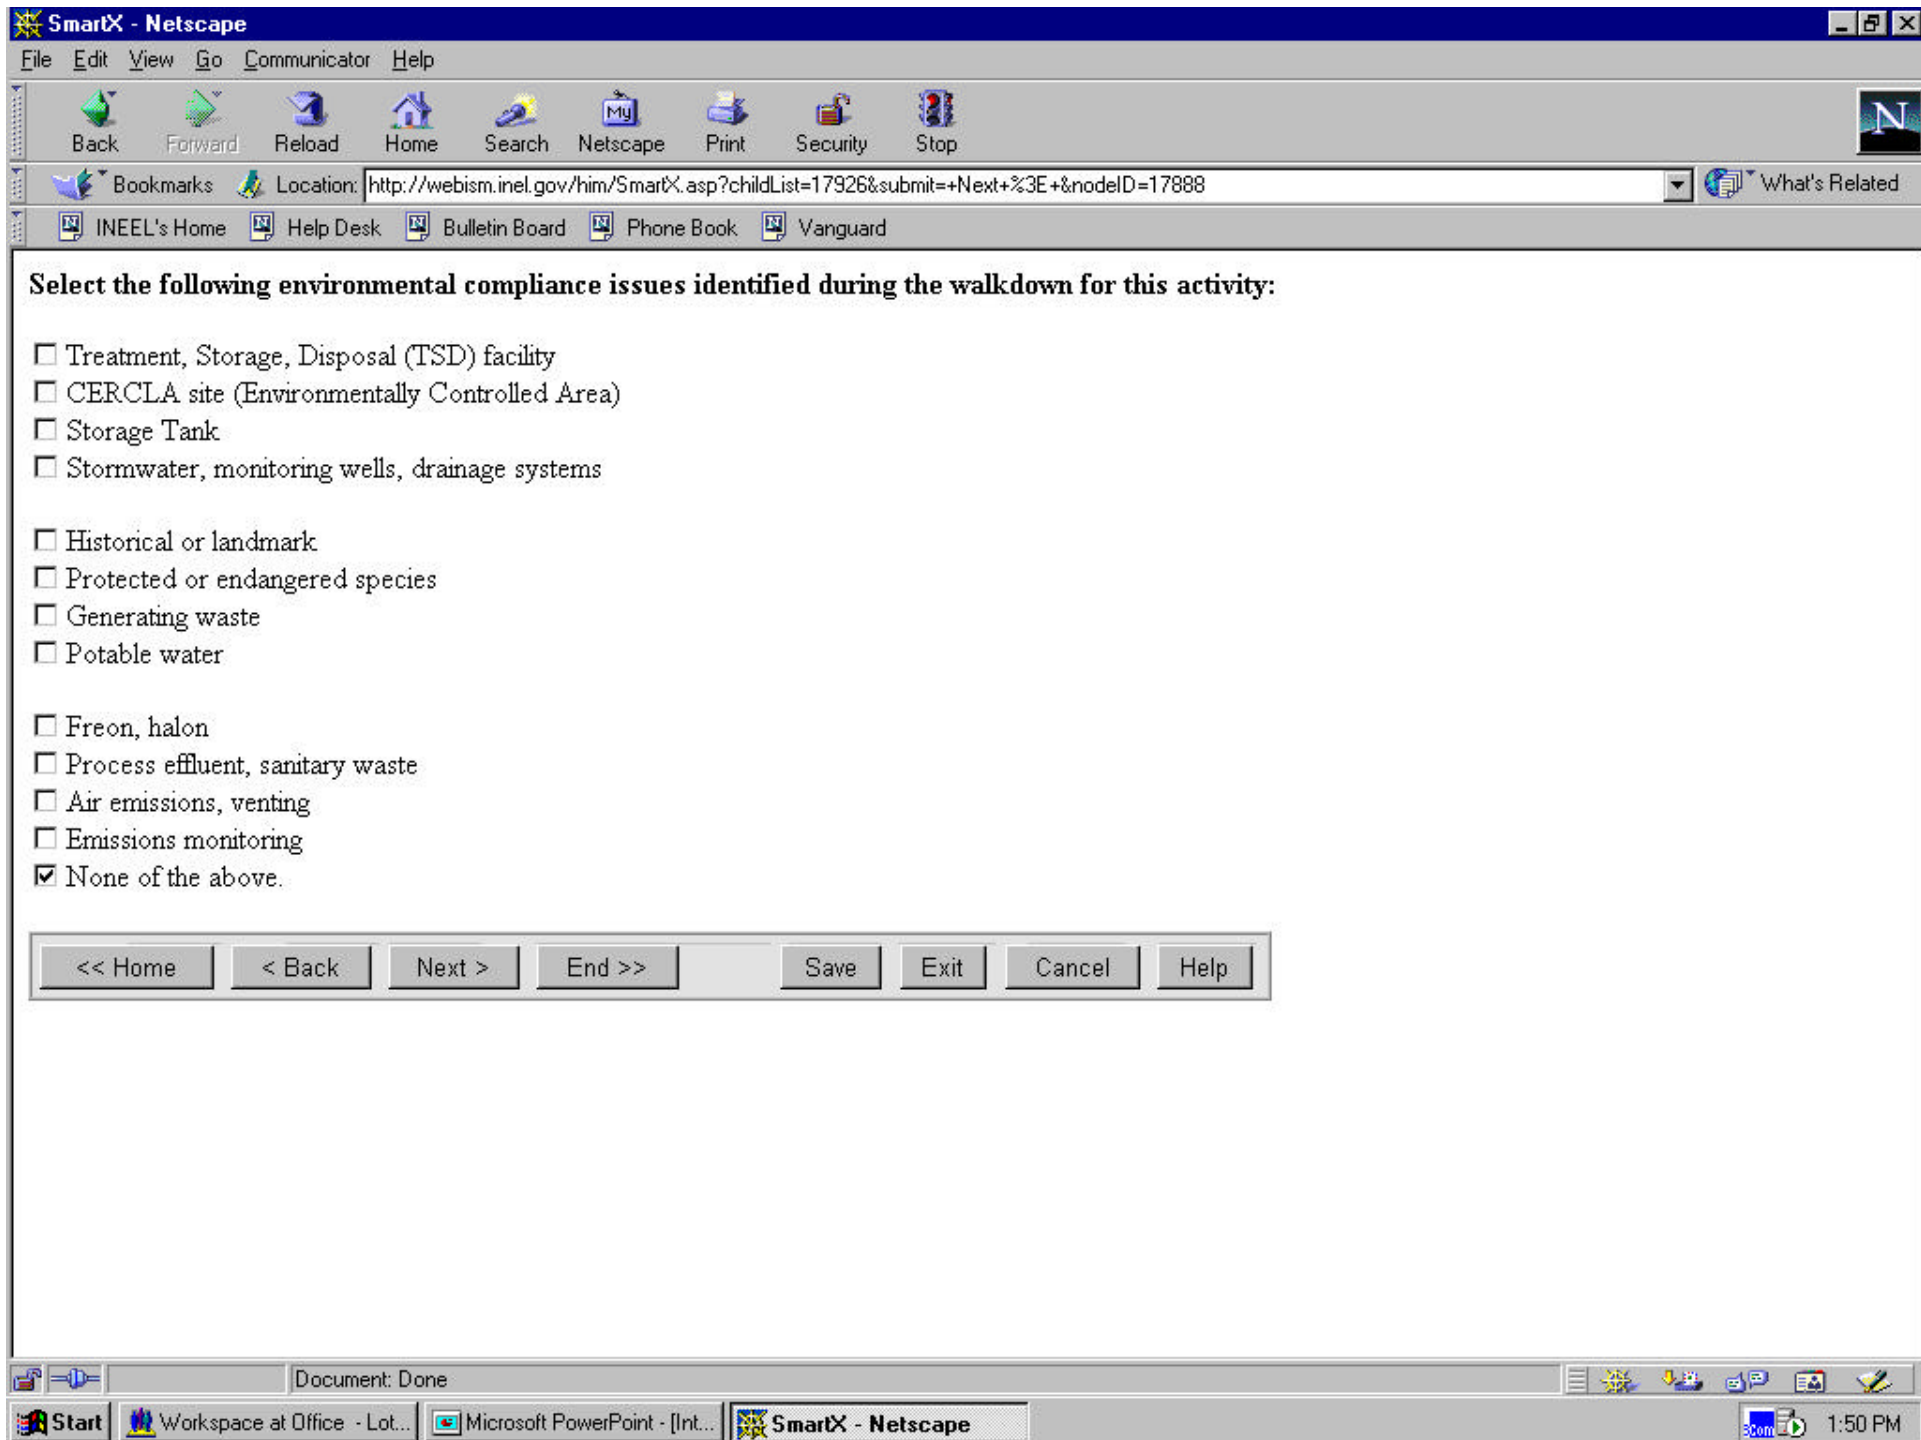 SmartX - Netscape
File Edit View Go Communicator Help
My
N
Back Forward Reload Home Search Netscape Print Security Stop
Bookmarks Location: http://webism.inel.gov/him/SmartX.asp?childList=17926&submit=+Next+%3E+&nodeID=17888 What's Related
INEEL's Home Help Desk Bulletin Board Phone Book Vanguard
Select the following environmental compliance issues identified during the walkdown for this activity:
Treatment, Storage, Disposal (TSD) facility
CERCLA site (Environmentally Controlled Area)
Storage Tank
Stormwater, monitoring wells, drainage systems
Historical or landmark
Protected or endangered species
Generating waste
Potable water
Freon, halon
Process effluent, sanitary waste
Air emissions, venting
Emissions monitoring
None of the above.
<< Home < Back Next > End >> Save Exit Cancel Help
Document: Done
Start Workspace at Office - Lot... Microsoft PowerPoint - [Int... SmartX - Netscape 3Com 1:50 PM